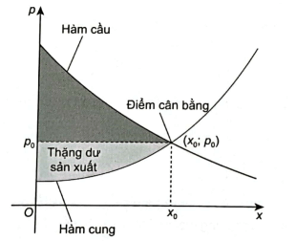 p
Hàm cầu
Điểm cân bằng
p₀
(x₀; p₀)
Thặng dư
sản xuất
O
x₀
x
Hàm cung